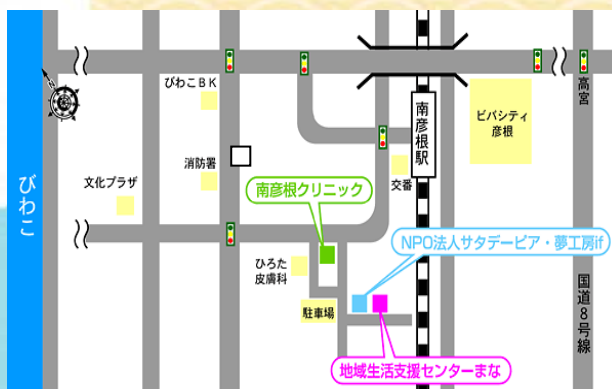 びわこBK
高宮
南彦根駅
ビバシティ
彦根
消防署
交番
文化プラザ
びわこ
南彦根クリニック
NPO法人サタデーピア・夢工房if
ひろた
皮膚科
国道8号線
駐車場
地域生活支援センターまな